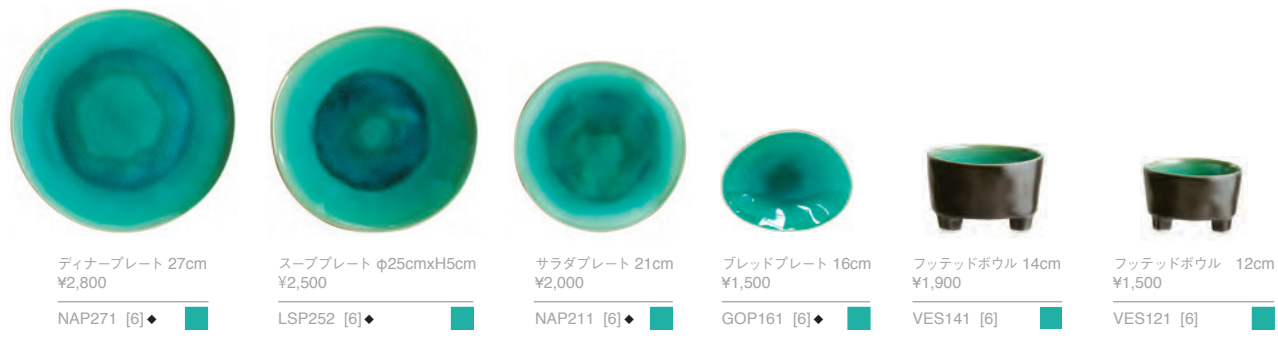 ディナープレート 27cm
¥2,800
NAP271 [6]◆
スーププレート φ25cmxH5cm
¥2,500
LSP252 [6]◆
サラダプレート 21cm
¥2,000
NAP211 [6]◆
ブレッドプレート 16cm
¥1,500
GOP161 [6]◆
フッテッドボウル 14cm
¥1,900
VES141 [6]
フッテッドボウル　12cm
¥1,500
VES121 [6]